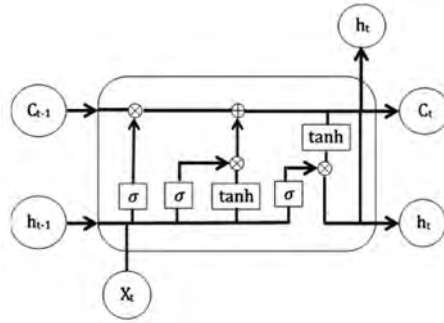 hₜ
Cₜ₋₁
Cₜ
tanh
σ
σ
σ
tanh
hₜ₋₁
hₜ
Xₜ